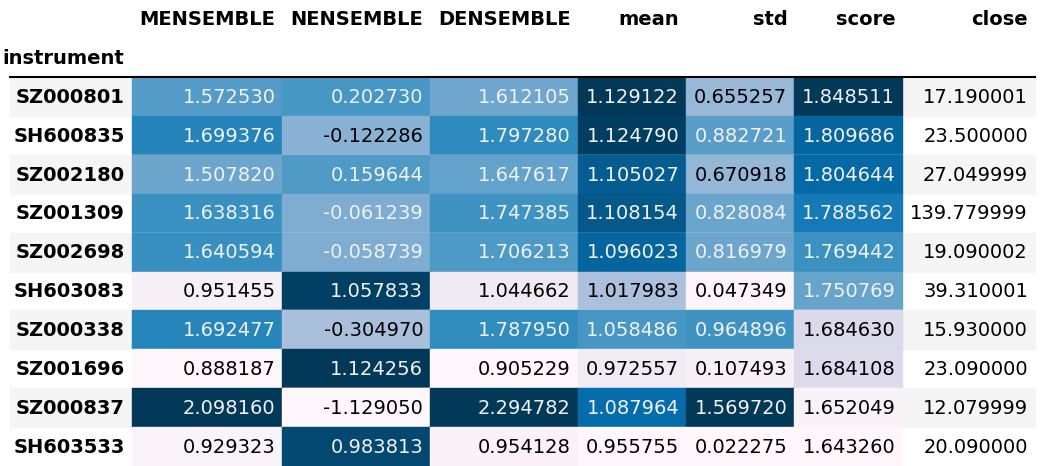 MENSEMBLE NENSEMBLE DENSEMBLE mean std score close
instrument
SZ000801 1.572530 0.202730 1.612105 1.129122 0.655257 1.848511 17.190001
SH600835 1.699376 -0.122286 1.797280 1.124790 0.882721 1.809686 23.500000
SZ002180 1.507820 0.159644 1.647617 1.105027 0.670918 1.804644 27.049999
SZ001309 1.638316 -0.061239 1.747385 1.108154 0.828084 1.788562 139.779999
SZ002698 1.640594 -0.058739 1.706213 1.096023 0.816979 1.769442 19.090002
SH603083 0.951455 1.057833 1.044662 1.017983 0.047349 1.750769 39.310001
SZ000338 1.692477 -0.304970 1.787950 1.058486 0.964896 1.684630 15.930000
SZ001696 0.888187 1.124256 0.905229 0.972557 0.107493 1.684108 23.090000
SZ000837 2.098160 -1.129050 2.294782 1.087964 1.569720 1.652049 12.079999
SH603533 0.929323 0.983813 0.954128 0.955755 0.022275 1.643260 20.090000